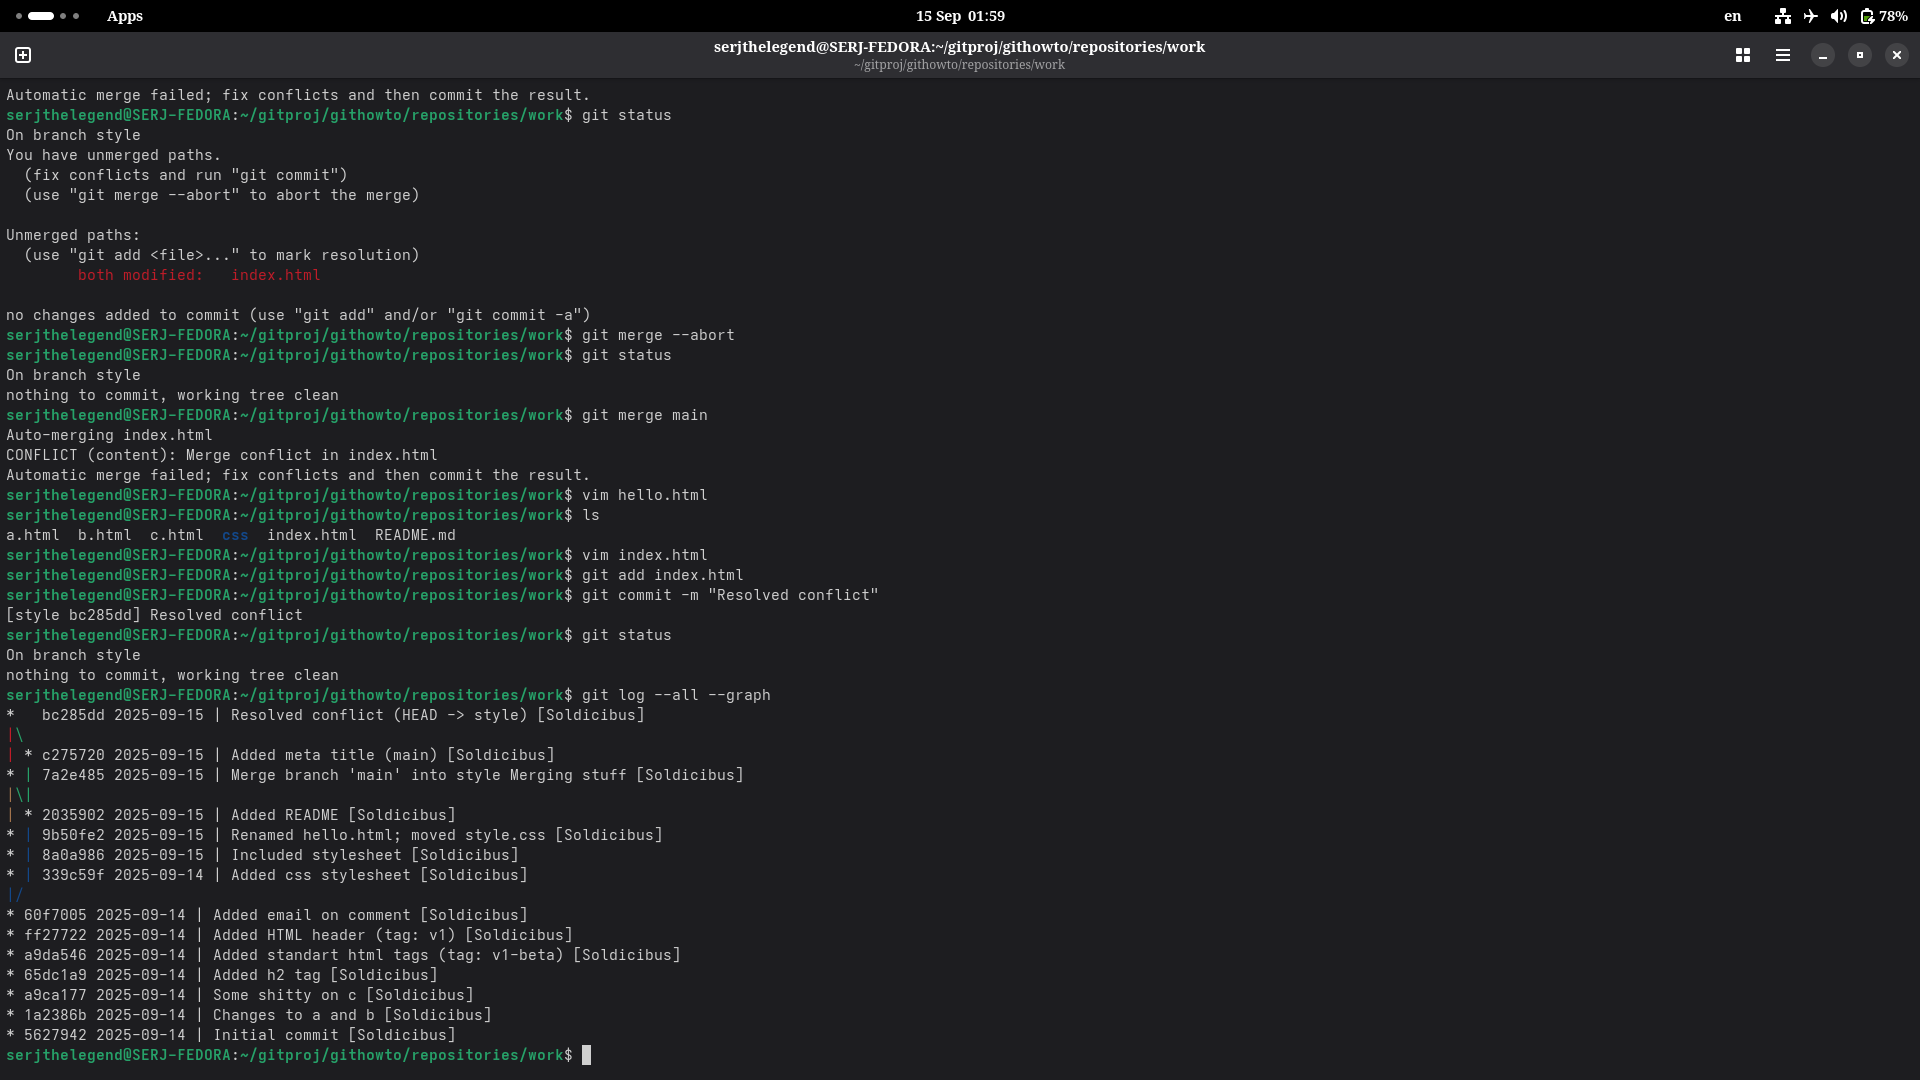 Apps
15 Sep 01:59
en
78%
serjthelegend@SERJ-FEDORA:~/gitproj/githowto/repositories/work
~/gitproj/githowto/repositories/work
Automatic merge failed; fix conflicts and then commit the result.
serjthelegend@SERJ-FEDORA:~/gitproj/githowto/repositories/work$ git status
On branch style
You have unmerged paths.
  (fix conflicts and run "git commit")
  (use "git merge --abort" to abort the merge)

Unmerged paths:
  (use "git add <file>..." to mark resolution)
        both modified:   index.html

no changes added to commit (use "git add" and/or "git commit -a")
serjthelegend@SERJ-FEDORA:~/gitproj/githowto/repositories/work$ git merge --abort
serjthelegend@SERJ-FEDORA:~/gitproj/githowto/repositories/work$ git status
On branch style
nothing to commit, working tree clean
serjthelegend@SERJ-FEDORA:~/gitproj/githowto/repositories/work$ git merge main
Auto-merging index.html
CONFLICT (content): Merge conflict in index.html
Automatic merge failed; fix conflicts and then commit the result.
serjthelegend@SERJ-FEDORA:~/gitproj/githowto/repositories/work$ vim hello.html
serjthelegend@SERJ-FEDORA:~/gitproj/githowto/repositories/work$ ls
a.html  b.html  c.html  css  index.html  README.md
serjthelegend@SERJ-FEDORA:~/gitproj/githowto/repositories/work$ vim index.html
serjthelegend@SERJ-FEDORA:~/gitproj/githowto/repositories/work$ git add index.html
serjthelegend@SERJ-FEDORA:~/gitproj/githowto/repositories/work$ git commit -m "Resolved conflict"
[style bc285dd] Resolved conflict
serjthelegend@SERJ-FEDORA:~/gitproj/githowto/repositories/work$ git status
On branch style
nothing to commit, working tree clean
serjthelegend@SERJ-FEDORA:~/gitproj/githowto/repositories/work$ git log --all --graph
*   bc285dd 2025-09-15 | Resolved conflict (HEAD -> style) [Soldicibus]
|\
| * c275720 2025-09-15 | Added meta title (main) [Soldicibus]
* | 7a2e485 2025-09-15 | Merge branch 'main' into style Merging stuff [Soldicibus]
|\|
| * 2035902 2025-09-15 | Added README [Soldicibus]
* | 9b50fe2 2025-09-15 | Renamed hello.html; moved style.css [Soldicibus]
* | 8a0a986 2025-09-15 | Included stylesheet [Soldicibus]
* | 339c59f 2025-09-14 | Added css stylesheet [Soldicibus]
|/
* 60f7005 2025-09-14 | Added email on comment [Soldicibus]
* ff27722 2025-09-14 | Added HTML header (tag: v1) [Soldicibus]
* a9da546 2025-09-14 | Added standart html tags (tag: v1-beta) [Soldicibus]
* 65dc1a9 2025-09-14 | Added h2 tag [Soldicibus]
* a9ca177 2025-09-14 | Some shitty on c [Soldicibus]
* 1a2386b 2025-09-14 | Changes to a and b [Soldicibus]
* 5627942 2025-09-14 | Initial commit [Soldicibus]
serjthelegend@SERJ-FEDORA:~/gitproj/githowto/repositories/work$